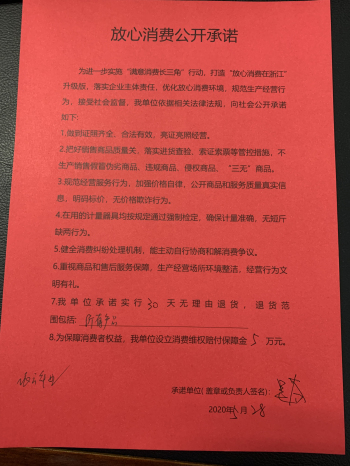 放心消费公开承诺
为进一步实施“满意消费长三角”行动，打造“放心消费在浙江”
升级版，落实企业主体责任，优化放心消费环境，规范生产经营行
为，接受社会监督，我单位依据相关法律法规，向社会公开承诺
如下：
1.做到证照齐全、合法有效，亮证亮照经营。
2.把好销售商品质量关，落实进货查验、索证索票等管控措施，不
生产销售假冒伪劣商品、违规商品、侵权商品、“三无”商品。
3.规范经营服务行为，加强价格自律，公开商品和服务质量真实信
息，明码标价，无价格欺诈行为。
4.在用的计量器具均按规定通过强制检定，确保计量准确，无短斤
缺两行为。
5.健全消费纠纷处理机制，能主动自行协商和解消费争议。
6.重视商品和售后服务保障，生产经营场所环境整洁，经营行为文
明有礼。
7.我单位承诺实行30天无理由退货，退货范
围包括：所有产品
8.为保障消费者权益，我单位设立消费维权赔付保障金5万元。
承诺单位（盖章或负责人签名）：
2020年5月28